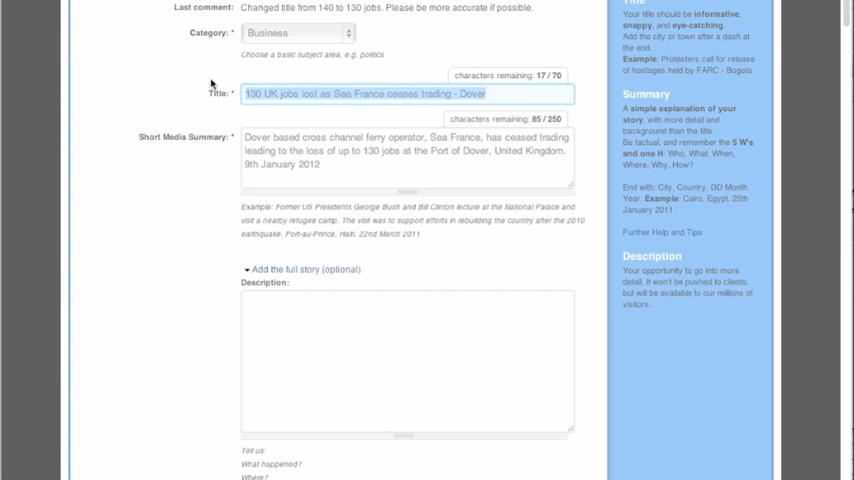 Last comment: Changed title from 140 to 130 jobs. Please be more accurate if possible.
Category: * Business
Choose a basic subject area, e.g. politics
characters remaining: 17 / 70
Title: * 130 UK jobs lost as Sea France ceases trading - Dover
characters remaining: 85 / 250
Short Media Summary: * Dover based cross channel ferry operator, Sea France, has ceased trading
leading to the loss of up to 130 jobs at the Port of Dover, United Kingdom.
9th January 2012
Example: Former US Presidents George Bush and Bill Clinton lecture at the National Palace and
visit a nearby refugee camp. The visit was to support efforts in rebuilding the country after the 2010
earthquake. Port-au-Prince, Haiti. 22nd March 2011
Add the full story (optional)
Description:
Tell us:
What happened?
Where?
Title
Your title should be informative,
snappy, and eye-catching.
Add the city or town after a dash at
the end.
Example: Protesters call for release
of hostages held by FARC - Bogota
Summary
A simple explanation of your
story, with more detail and
background than the title.
Be factual, and remember the 5 W's
and one H: Who, What, When,
Where, Why, How?
End with: City, Country. DD Month
Year. Example: Cairo, Egypt. 25th
January 2011
Further Help and Tips
Description
Your opportunity to go into more
detail. It won't be pushed to clients,
but will be available to our millions of
visitors.